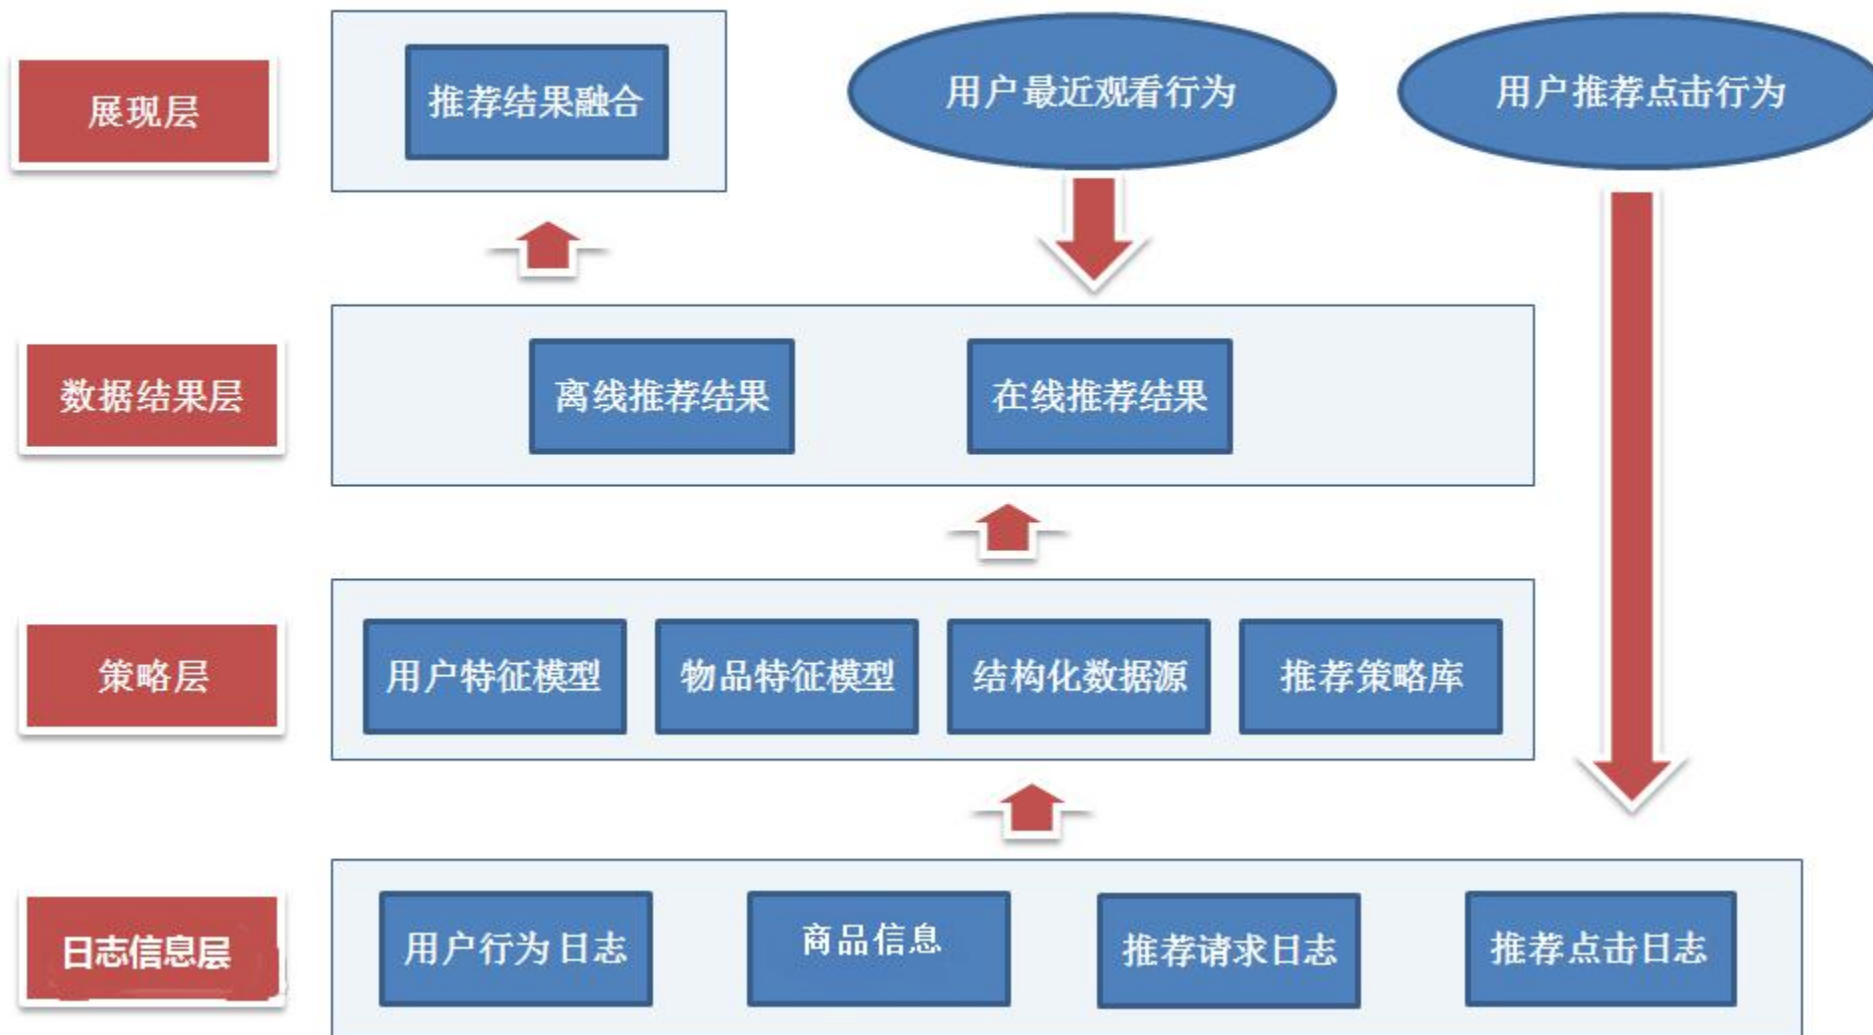 展现层
推荐结果融合
用户最近观看行为
用户推荐点击行为
数据结果层
离线推荐结果
在线推荐结果
策略层
用户特征模型
物品特征模型
结构化数据源
推荐策略库
日志信息层
用户行为日志
商品信息
推荐请求日志
推荐点击日志